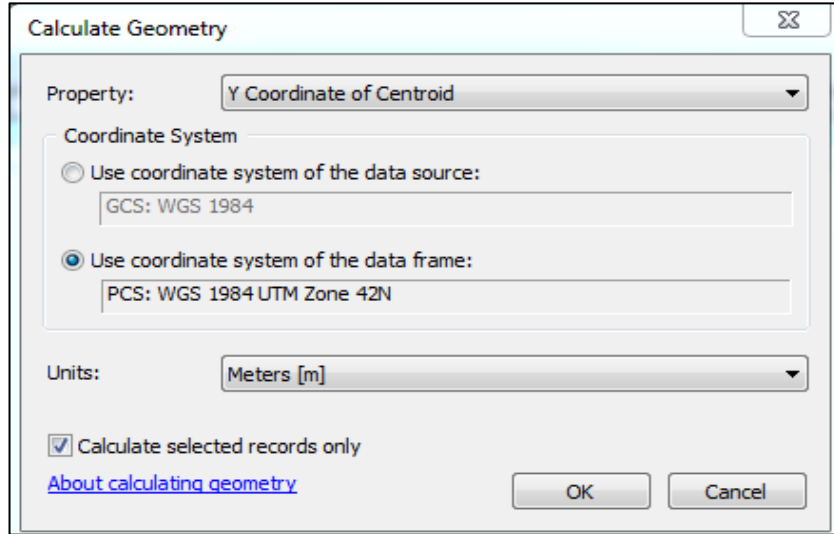 Calculate Geometry
Property: Y Coordinate of Centroid
Coordinate System
Use coordinate system of the data source:
GCS: WGS 1984
Use coordinate system of the data frame:
PCS: WGS 1984 UTM Zone 42N
Units: Meters [m]
Calculate selected records only
About calculating geometry OK Cancel